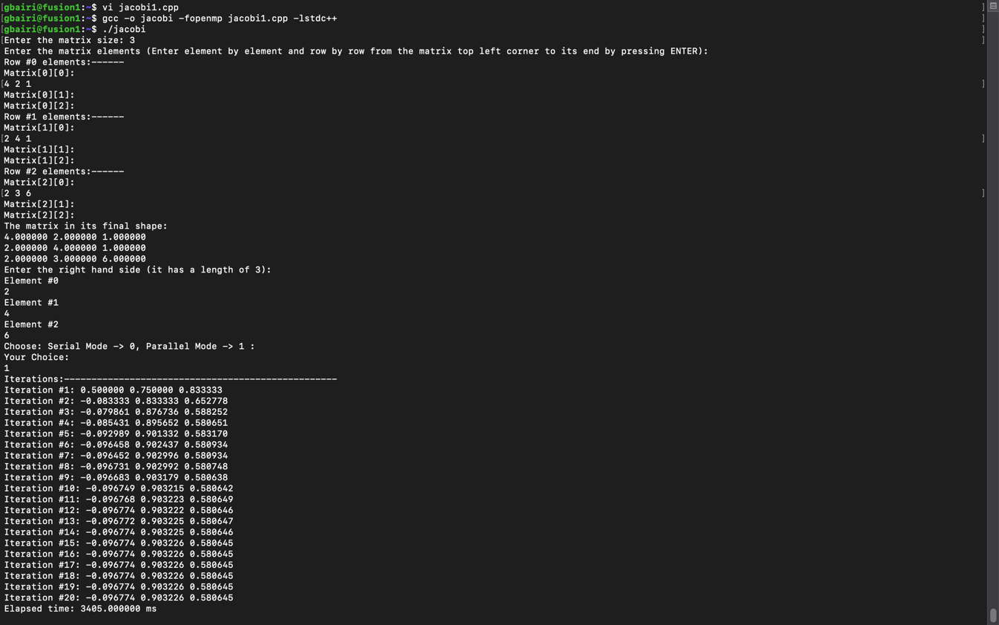 [gbairi@fusion1:~$ vi jacobi1.cpp ]
[gbairi@fusion1:~$ gcc -o jacobi -fopenmp jacobi1.cpp -lstdc++ ]
[gbairi@fusion1:~$ ./jacobi ]
[Enter the matrix size: 3 ]
Enter the matrix elements (Enter element by element and row by row from the matrix top left corner to its end by pressing ENTER):
Row #0 elements:------
Matrix[0][0]:
[4 2 1 ]
Matrix[0][1]:
Matrix[0][2]:
Row #1 elements:------
Matrix[1][0]:
[2 4 1 ]
Matrix[1][1]:
Matrix[1][2]:
Row #2 elements:------
Matrix[2][0]:
[2 3 6 ]
Matrix[2][1]:
Matrix[2][2]:
The matrix in its final shape:
4.000000 2.000000 1.000000
2.000000 4.000000 1.000000
2.000000 3.000000 6.000000
Enter the right hand side (it has a length of 3):
Element #0
2
Element #1
4
Element #2
6
Choose: Serial Mode -> 0, Parallel Mode -> 1 :
Your Choice:
1
Iterations:--------------------------------------------------
Iteration #1: 0.500000 0.750000 0.833333
Iteration #2: -0.083333 0.833333 0.652778
Iteration #3: -0.079861 0.876736 0.588252
Iteration #4: -0.085431 0.895652 0.580651
Iteration #5: -0.092989 0.901332 0.583170
Iteration #6: -0.096458 0.902437 0.580934
Iteration #7: -0.096452 0.902996 0.580934
Iteration #8: -0.096731 0.902992 0.580748
Iteration #9: -0.096683 0.903179 0.580638
Iteration #10: -0.096749 0.903215 0.580642
Iteration #11: -0.096768 0.903223 0.580649
Iteration #12: -0.096774 0.903222 0.580646
Iteration #13: -0.096772 0.903225 0.580647
Iteration #14: -0.096774 0.903225 0.580646
Iteration #15: -0.096774 0.903226 0.580645
Iteration #16: -0.096774 0.903226 0.580645
Iteration #17: -0.096774 0.903226 0.580645
Iteration #18: -0.096774 0.903226 0.580645
Iteration #19: -0.096774 0.903226 0.580645
Iteration #20: -0.096774 0.903226 0.580645
Elapsed time: 3405.000000 ms